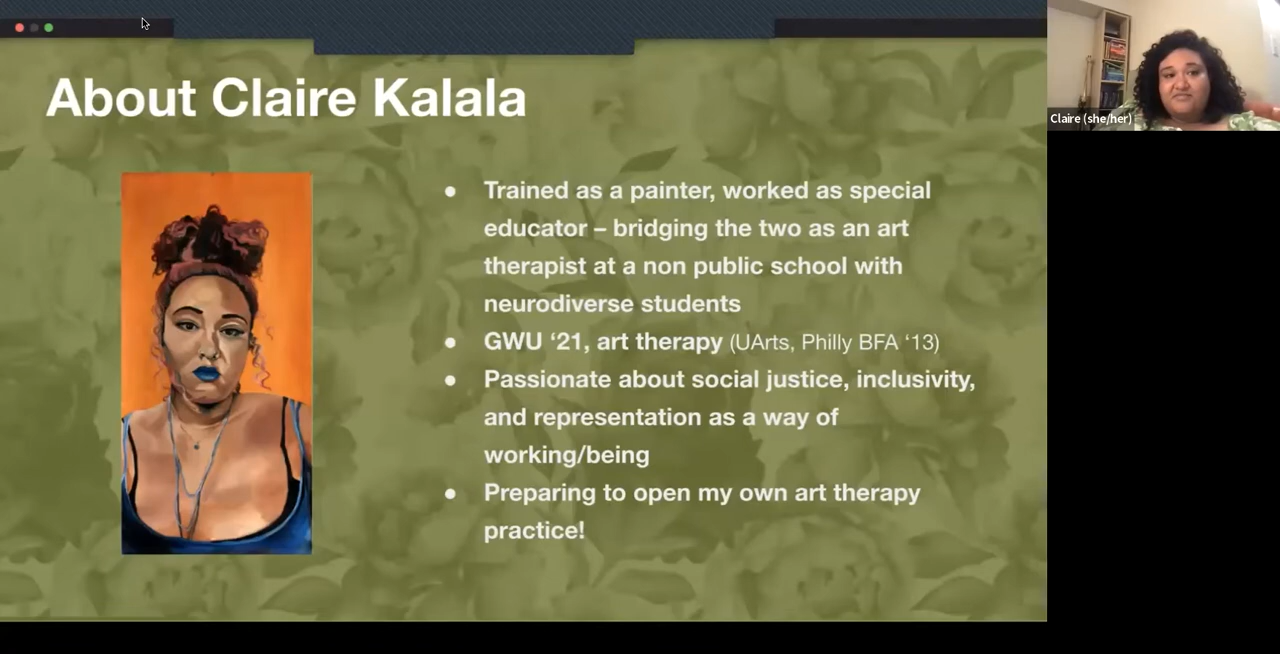 About Claire Kalala
● Trained as a painter, worked as special
educator – bridging the two as an art
therapist at a non public school with
neurodiverse students
● GWU ‘21, art therapy (UArts, Philly BFA ‘13)
● Passionate about social justice, inclusivity,
and representation as a way of
working/being
● Preparing to open my own art therapy
practice!
Claire (she/her)